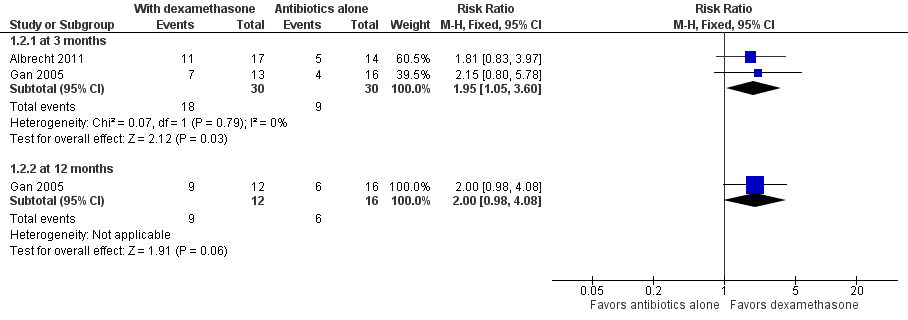 With dexamethasone Antibiotics alone Risk Ratio Risk Ratio
Study or Subgroup Events Total Events Total Weight M-H, Fixed, 95% CI M-H, Fixed, 95% CI
1.2.1 at 3 months
Albrecht 2011 11 17 5 14 60.5% 1.81 [0.83, 3.97]
Gan 2005 7 13 4 16 39.5% 2.15 [0.80, 5.78]
Subtotal (95% CI) 30 30 100.0% 1.95 [1.05, 3.60]
Total events 18 9
Heterogeneity: Chi² = 0.07, df = 1 (P = 0.79); I² = 0%
Test for overall effect: Z = 2.12 (P = 0.03)
1.2.2 at 12 months
Gan 2005 9 12 6 16 100.0% 2.00 [0.98, 4.08]
Subtotal (95% CI) 12 16 100.0% 2.00 [0.98, 4.08]
Total events 9 6
Heterogeneity: Not applicable
Test for overall effect: Z = 1.91 (P = 0.06)
0.05 0.2 1 5 20
Favors antibiotics alone Favors dexamethasone